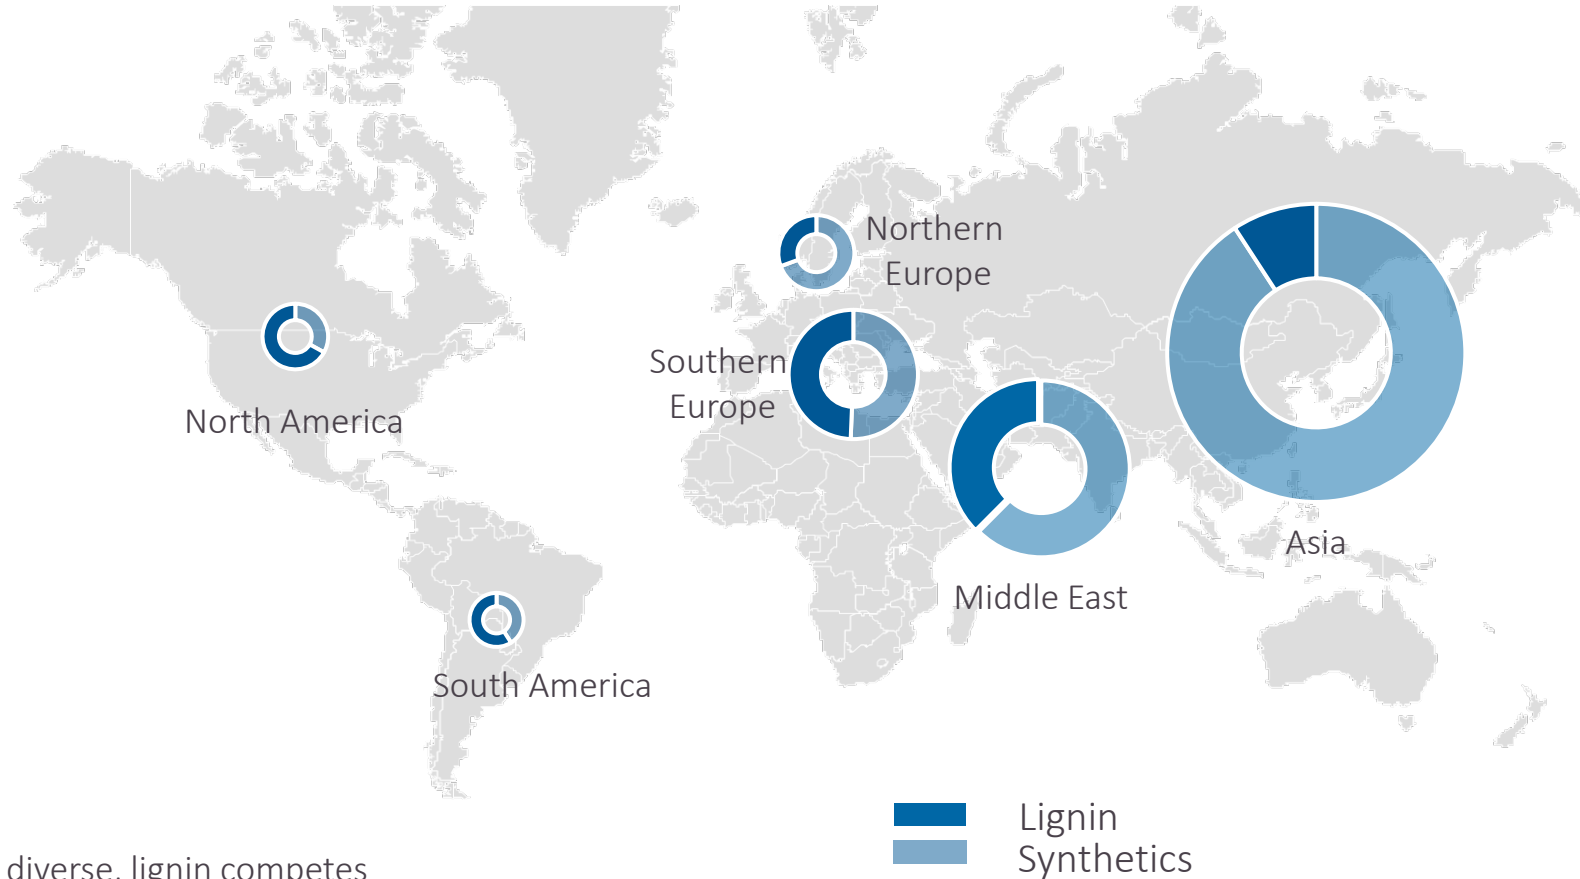 Northern
Europe
Southern
Europe
North America
Asia
Middle East
South America
Lignin
Synthetics
diverse, lignin competes